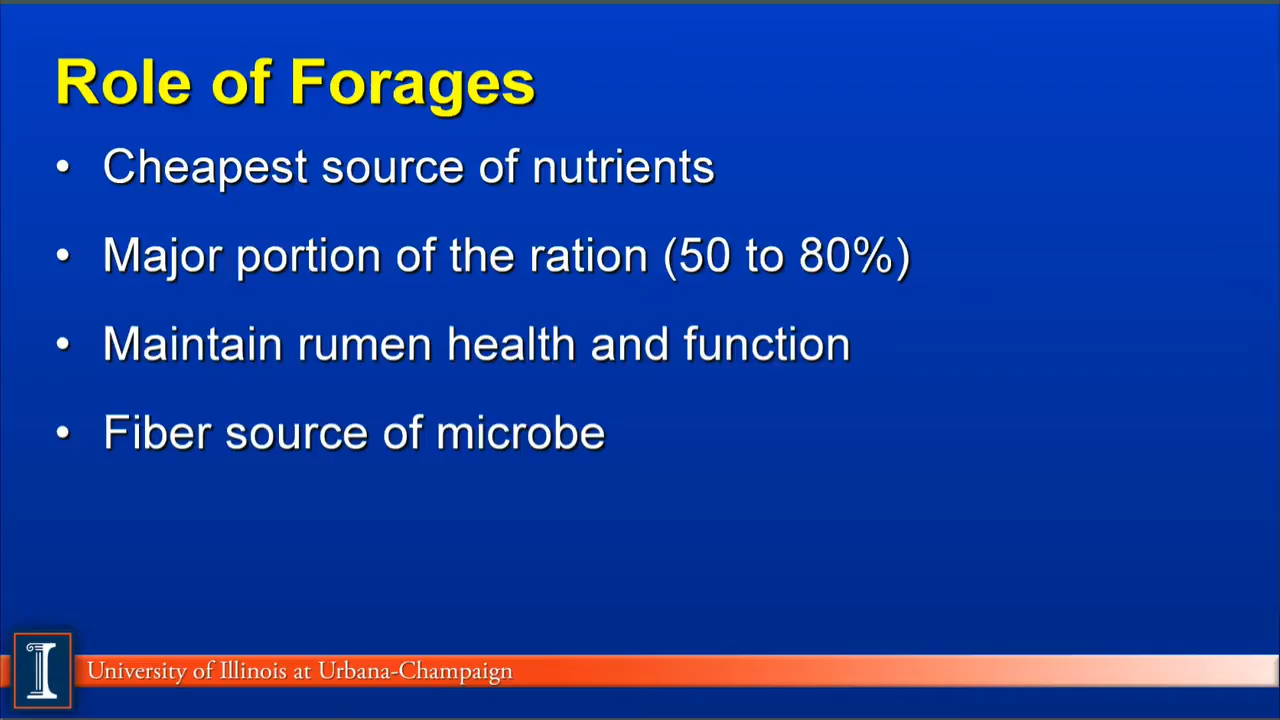 Role of Forages
• Cheapest source of nutrients
• Major portion of the ration (50 to 80%)
• Maintain rumen health and function
• Fiber source of microbe
I
University of Illinois at Urbana-Champaign